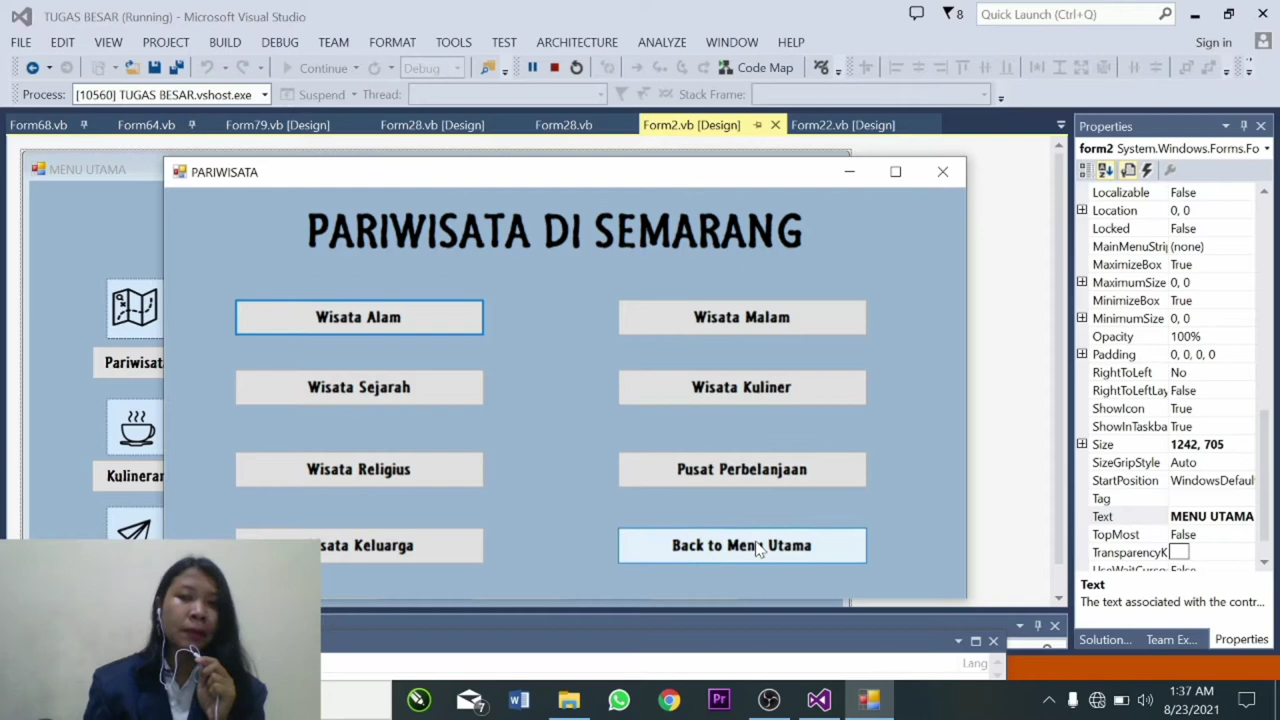 TUGAS BESAR (Running) - Microsoft Visual Studio
8
Quick Launch (Ctrl+Q)
FILE EDIT VIEW PROJECT BUILD DEBUG TEAM FORMAT TOOLS TEST ARCHITECTURE ANALYZE WINDOW HELP
Sign in
Continue Debug Code Map
Process: [10560] TUGAS BESAR.vshost.exe Suspend Thread: Stack Frame:
Form68.vb Form64.vb Form79.vb [Design] Form28.vb [Design] Form28.vb Form2.vb [Design] Form22.vb [Design]
MENU UTAMA
Pariwisat
Kulineran
PARIWISATA
PARIWISATA DI SEMARANG
Wisata Alam
Wisata Malam
Wisata Sejarah
Wisata Kuliner
Wisata Religius
Pusat Perbelanjaan
sata Keluarga
Back to Menu Utama
Properties
form2 System.Windows.Forms.Fo
Localizable False
Location 0, 0
Locked False
MainMenuStri (none)
MaximizeBox True
MaximumSize 0, 0
MinimizeBox True
MinimumSize 0, 0
Opacity 100%
Padding 0, 0, 0, 0
RightToLeft No
RightToLeftLay False
ShowIcon True
ShowInTaskba True
Size 1242, 705
SizeGripStyle Auto
StartPosition WindowsDefaul
Tag
Text MENU UTAMA
TopMost False
TransparencyK
UseWaitCurso False
Text
The text associated with the contr...
Solution... Team Ex... Properties
Lang
7
1:37 AM
8/23/2021